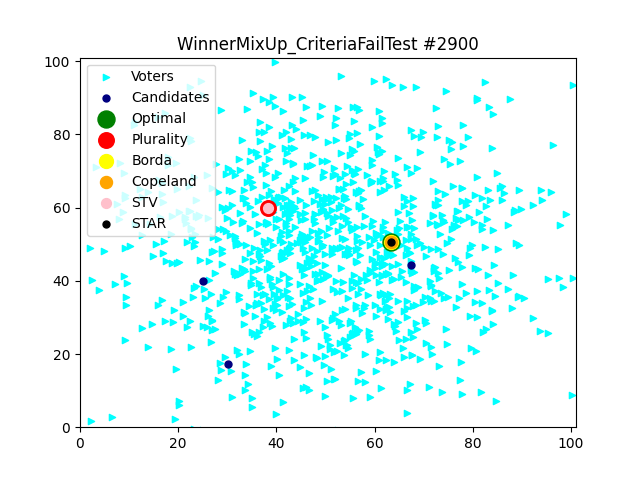 WinnerMixUp_CriteriaFailTest #2900
100
80
60
40
20
0
0 20 40 60 80 100
Voters
Candidates
Optimal
Plurality
Borda
Copeland
STV
STAR